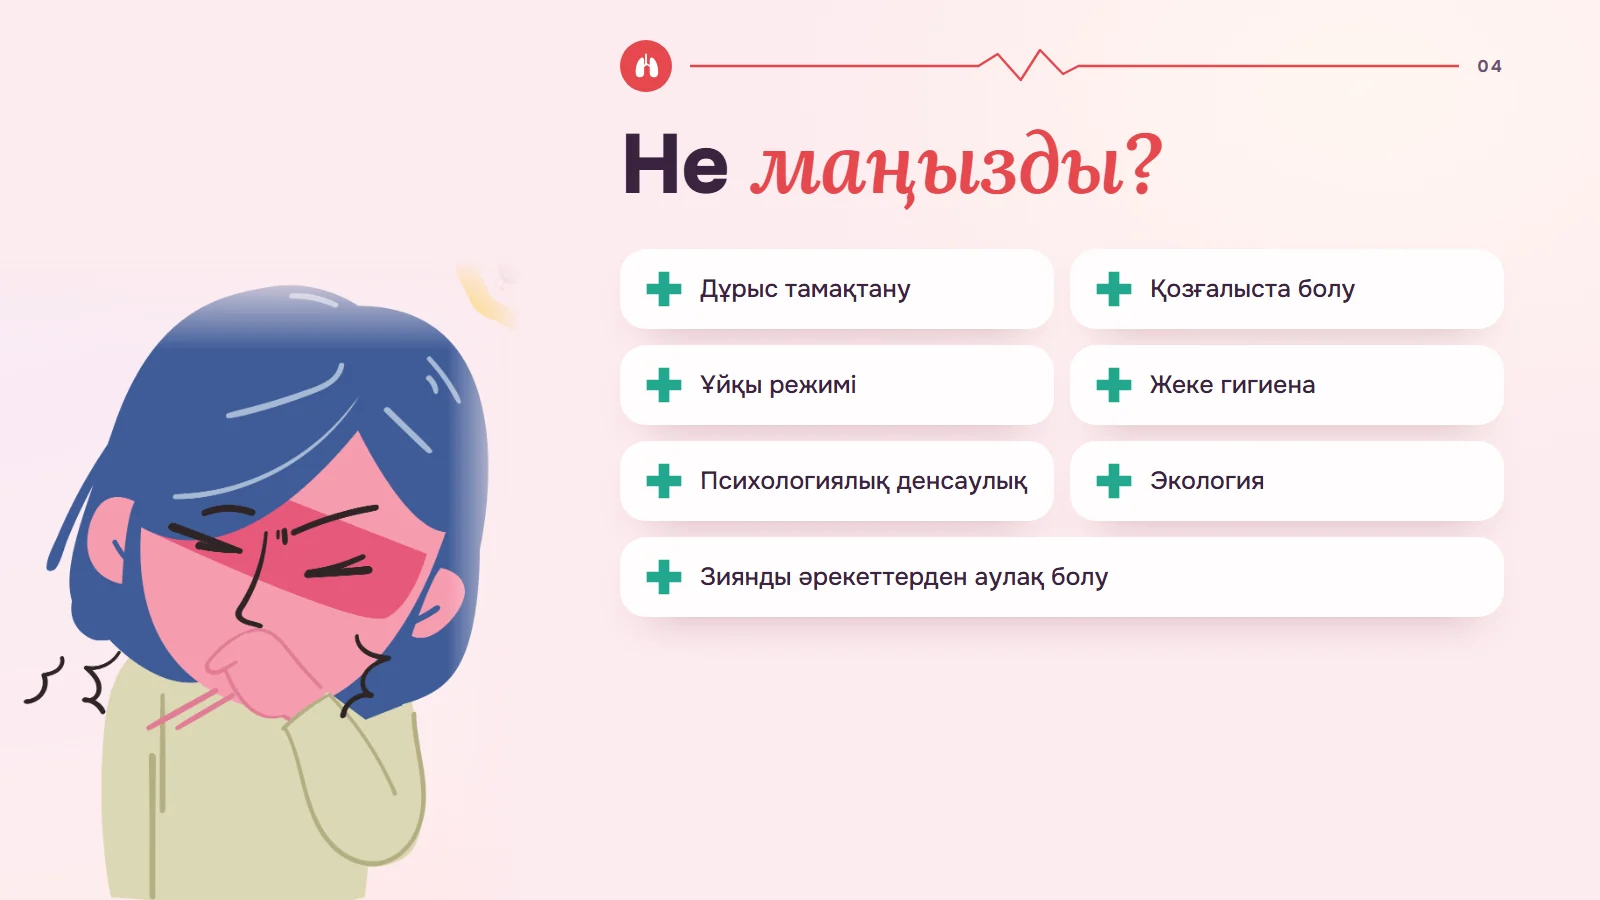 04
Не маңызды?
Дұрыс тамақтану
Қозғалыста болу
Ұйқы режимі
Жеке гигиена
Психологиялық денсаулық
Экология
Зиянды әрекеттерден аулақ болу